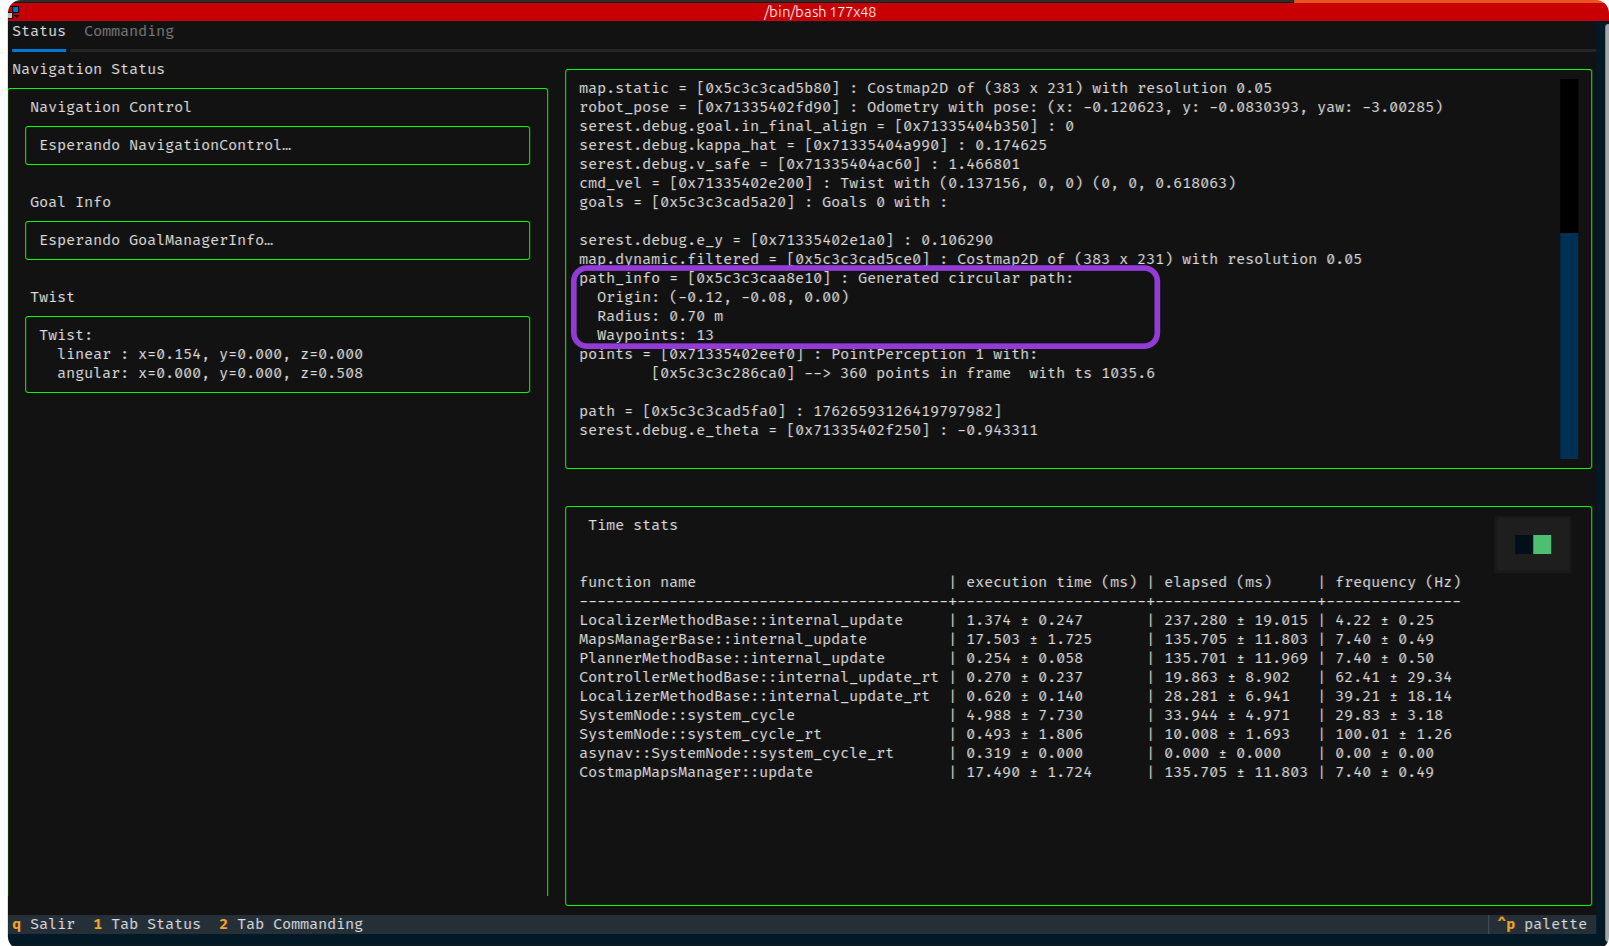 /bin/bash 177x48
Status  Commanding
Navigation Status
Navigation Control
Esperando NavigationControl…
Goal Info
Esperando GoalManagerInfo…
Twist
Twist:
linear : x=0.154, y=0.000, z=0.000
angular: x=0.000, y=0.000, z=0.508
map.static = [0x5c3c3cad5b80] : Costmap2D of (383 x 231) with resolution 0.05
robot_pose = [0x71335402fd90] : Odometry with pose: (x: -0.120623, y: -0.0830393, yaw: -3.00285)
serest.debug.goal.in_final_align = [0x71335404b350] : 0
serest.debug.kappa_hat = [0x71335404a990] : 0.174625
serest.debug.v_safe = [0x71335404ac60] : 1.466801
cmd_vel = [0x71335402e200] : Twist with (0.137156, 0, 0) (0, 0, 0.618063)
goals = [0x5c3c3cad5a20] : Goals 0 with :
serest.debug.e_y = [0x71335402e1a0] : 0.106290
map.dynamic.filtered = [0x5c3c3cad5ce0] : Costmap2D of (383 x 231) with resolution 0.05
path_info = [0x5c3c3caa8e10] : Generated circular path:
Origin: (-0.12, -0.08, 0.00)
Radius: 0.70 m
Waypoints: 13
points = [0x71335402eef0] : PointPerception 1 with:
[0x5c3c3c286ca0] --> 360 points in frame  with ts 1035.6
path = [0x5c3c3cad5fa0] : 17626593126419797982]
serest.debug.e_theta = [0x71335402f250] : -0.943311
Time stats
function name | execution time (ms) | elapsed (ms) | frequency (Hz)
-----------------------------------------+---------------------+------------------+---------------
LocalizerMethodBase::internal_update | 1.374 ± 0.247 | 237.280 ± 19.015 | 4.22 ± 0.25
MapsManagerBase::internal_update | 17.503 ± 1.725 | 135.705 ± 11.803 | 7.40 ± 0.49
PlannerMethodBase::internal_update | 0.254 ± 0.058 | 135.701 ± 11.969 | 7.40 ± 0.50
ControllerMethodBase::internal_update_rt | 0.270 ± 0.237 | 19.863 ± 8.902 | 62.41 ± 29.34
LocalizerMethodBase::internal_update_rt | 0.620 ± 0.140 | 28.281 ± 6.941 | 39.21 ± 18.14
SystemNode::system_cycle | 4.988 ± 7.730 | 33.944 ± 4.971 | 29.83 ± 3.18
SystemNode::system_cycle_rt | 0.493 ± 1.806 | 10.008 ± 1.693 | 100.01 ± 1.26
asynav::SystemNode::system_cycle_rt | 0.319 ± 0.000 | 0.000 ± 0.000 | 0.00 ± 0.00
CostmapMapsManager::update | 17.490 ± 1.724 | 135.705 ± 11.803 | 7.40 ± 0.49
q Salir  1 Tab Status  2 Tab Commanding  ^p palette